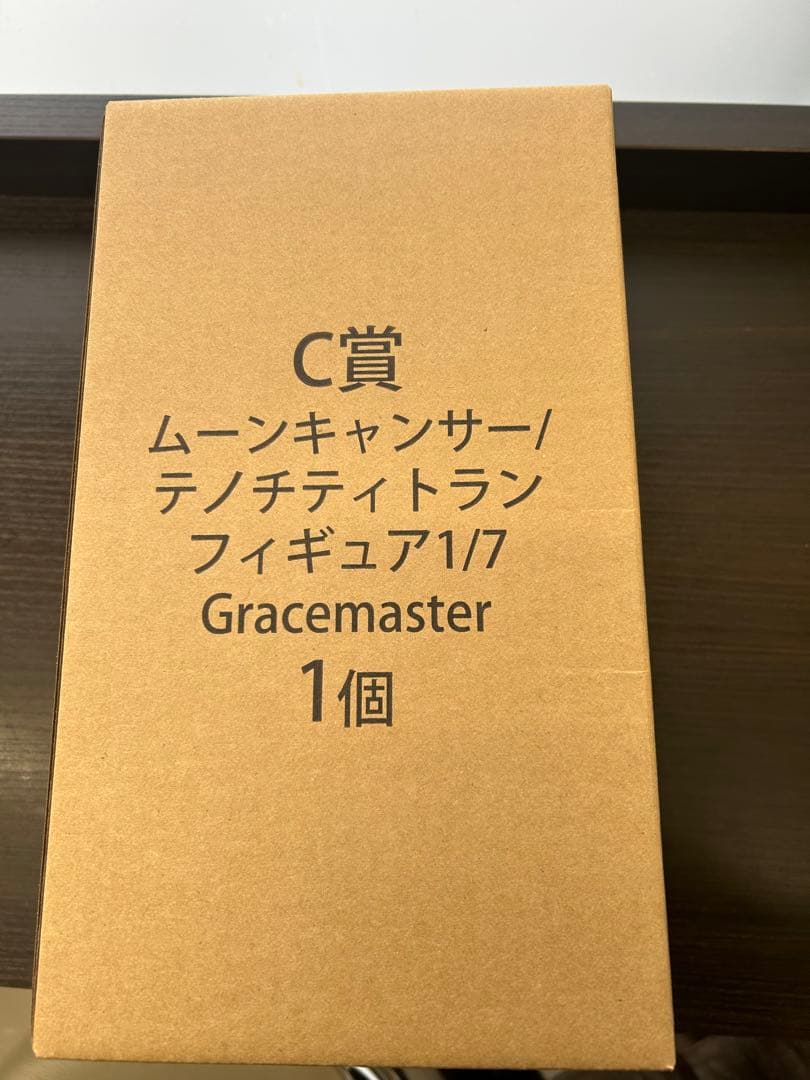 C賞
ムーンキャンサー/
テノチティトラン
フィギュア1/7
Gracemaster
1個